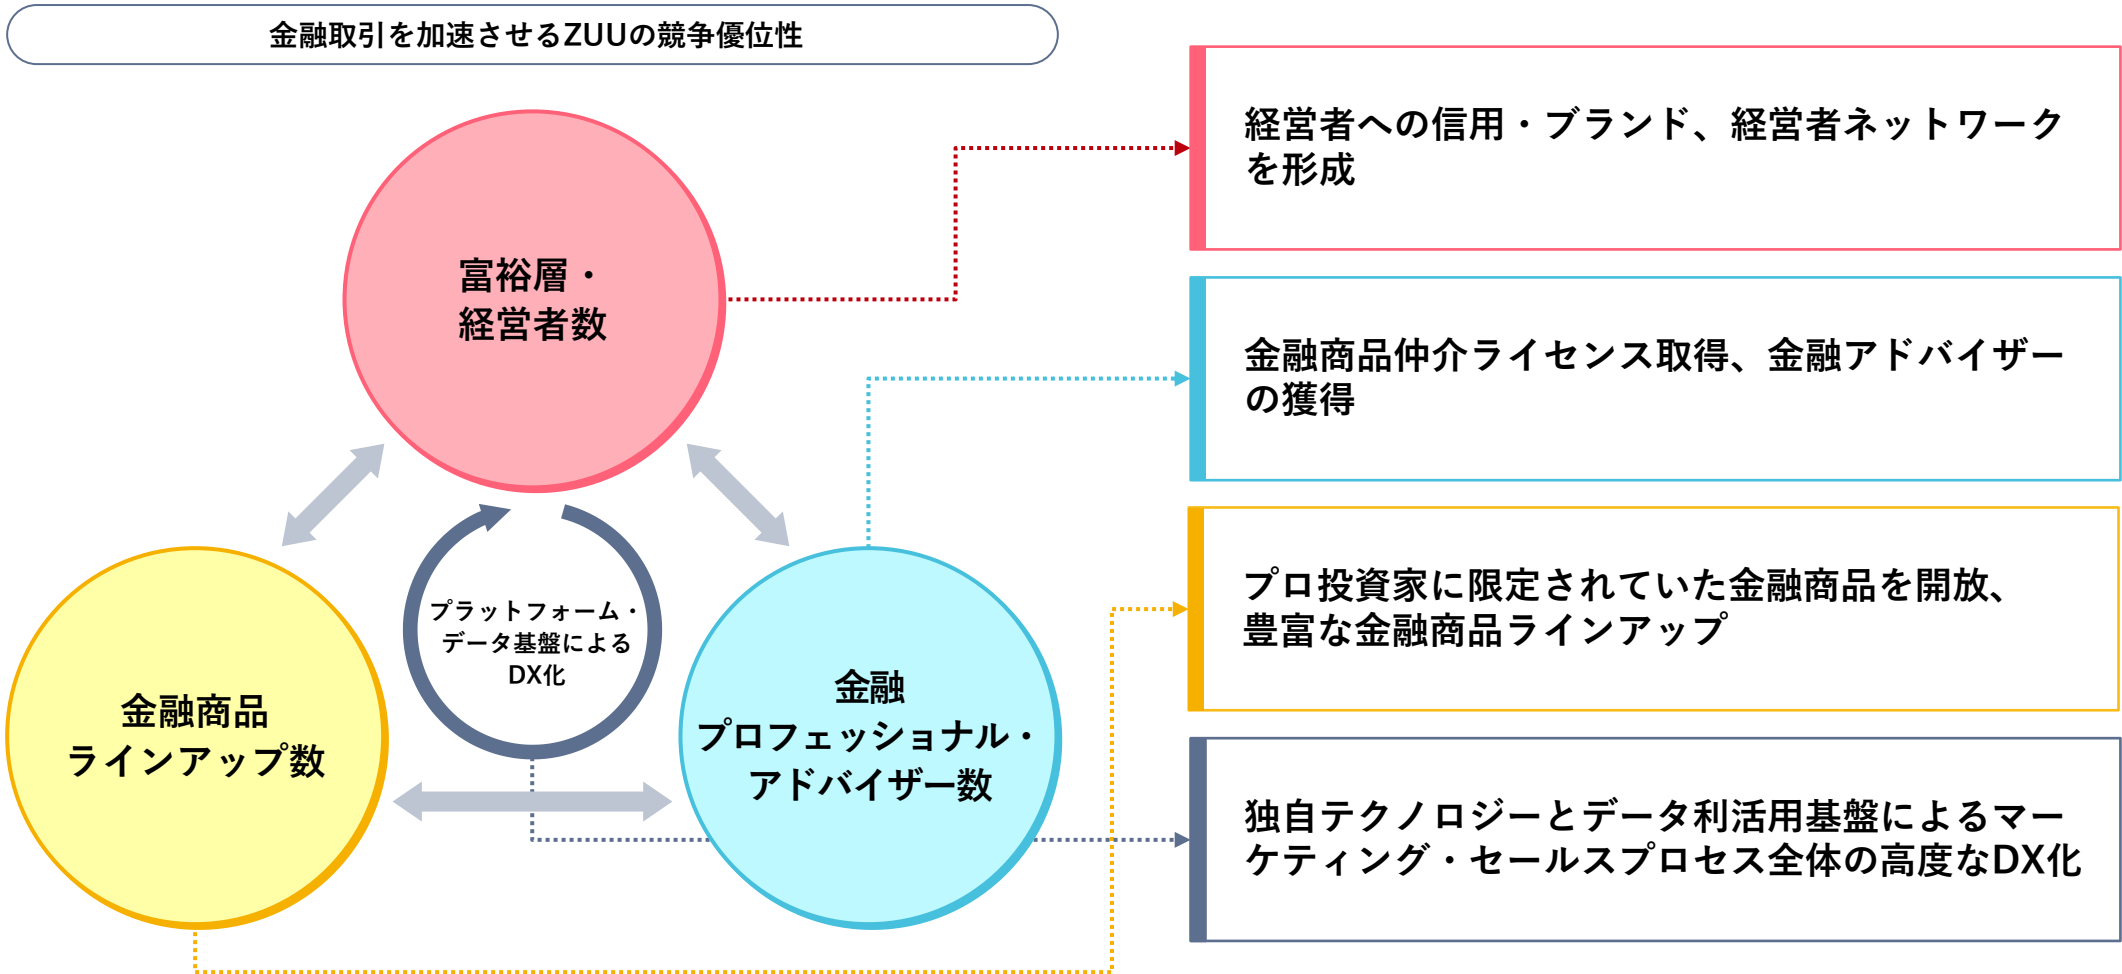 金融取引を加速させるZUUの競争優位性
富裕層・
経営者数
プラットフォーム・
データ基盤による
DX化
金融商品
ラインアップ数
金融
プロフェッショナル・
アドバイザー数
経営者への信用・ブランド、経営者ネットワーク
を形成
金融商品仲介ライセンス取得、金融アドバイザー
の獲得
プロ投資家に限定されていた金融商品を開放、
豊富な金融商品ラインアップ
独自テクノロジーとデータ利活用基盤によるマー
ケティング・セールスプロセス全体の高度なDX化